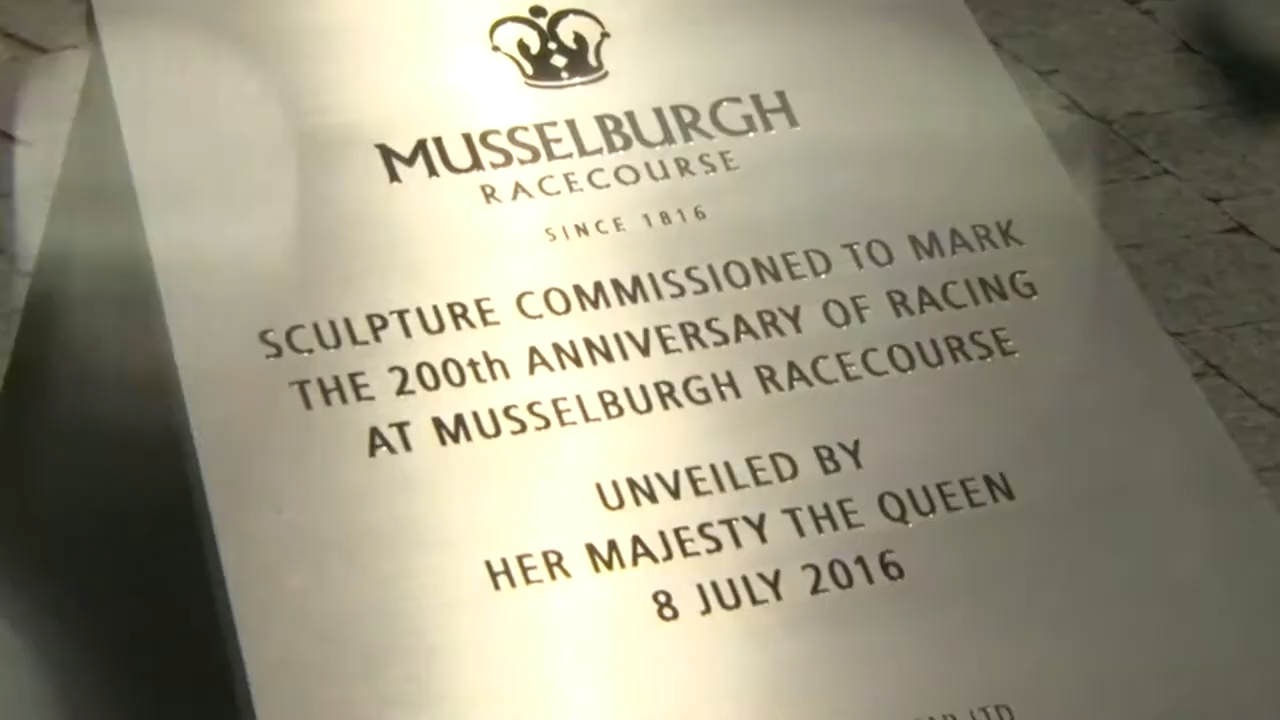 MUSSELBURGH
RACECOURSE
SINCE 1816
SCULPTURE COMMISSIONED TO MARK
THE 200th ANNIVERSARY OF RACING
AT MUSSELBURGH RACECOURSE
UNVEILED BY
HER MAJESTY THE QUEEN
8 JULY 2016
LTD